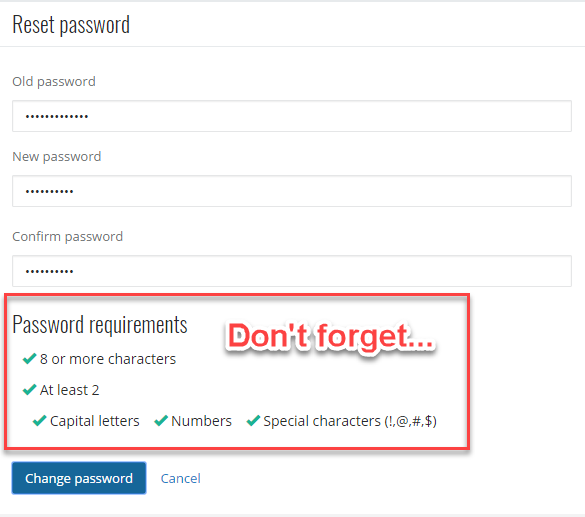 Reset password
Old password
•••••••••••••
New password
••••••••••
Confirm password
••••••••••
Password requirements
Don't forget...
8 or more characters
At least 2
Capital letters Numbers Special characters (!,@,#,$)
Change password Cancel